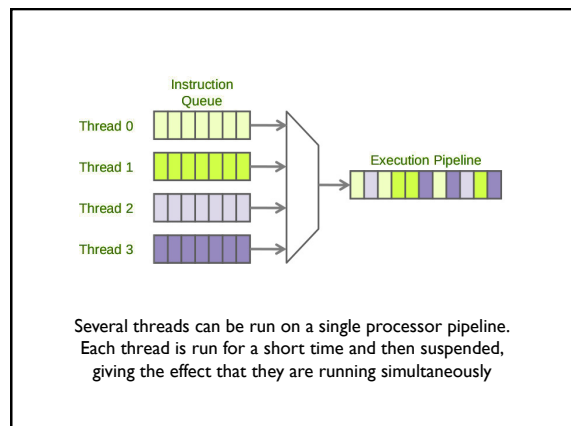 Instruction
Queue
Thread 0
Thread 1
Execution Pipeline
Thread 2
Thread 3
Several threads can be run on a single processor pipeline.
Each thread is run for a short time and then suspended,
giving the effect that they are running simultaneously